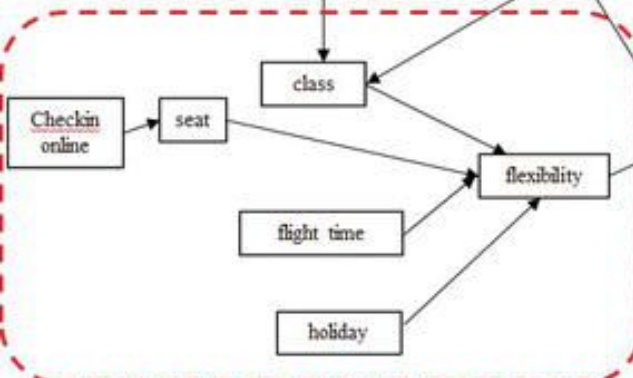 class
Checkin
online
seat
flexibility
flight time
holiday